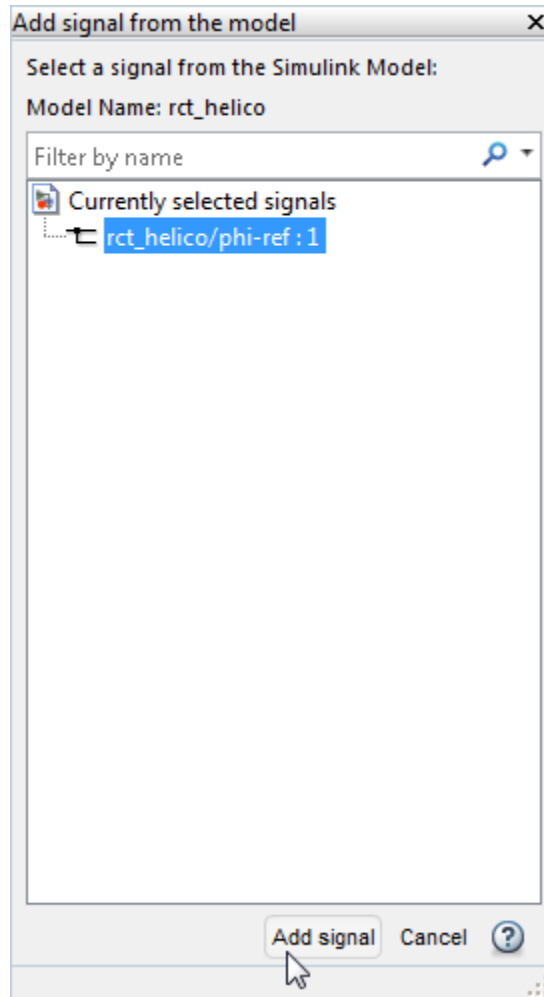 Add signal from the model
Select a signal from the Simulink Model:
Model Name: rct_helico
Filter by name
Currently selected signals
rct_helico/phi-ref : 1
Add signal Cancel ?